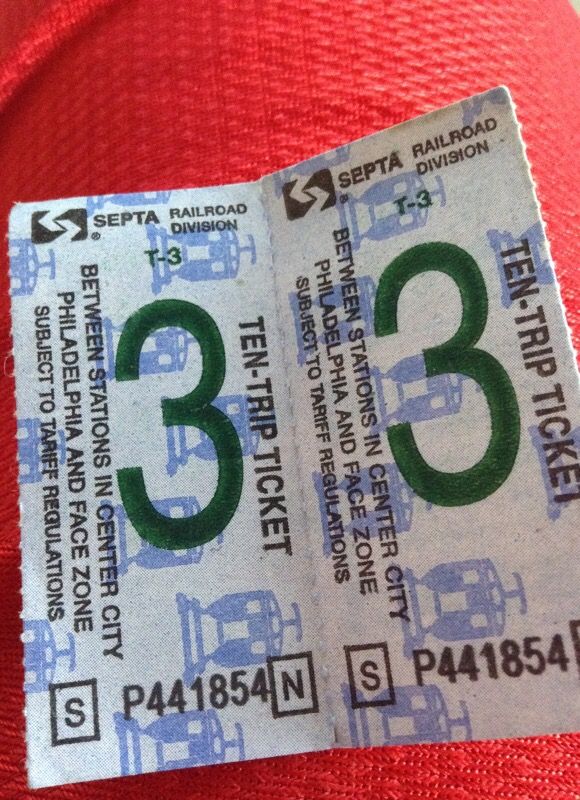 SEPTA RAILROAD
DIVISION
T-3
3
TEN-TRIP TICKET
BETWEEN STATIONS IN CENTER CITY
PHILADELPHIA AND FACE ZONE
SUBJECT TO TARIFF REGULATIONS
S P441854 N
SEPTA RAILROAD
DIVISION
T-3
3
TEN-TRIP TICKET
BETWEEN STATIONS IN CENTER CITY
PHILADELPHIA AND FACE ZONE
SUBJECT TO TARIFF REGULATIONS
S P441854